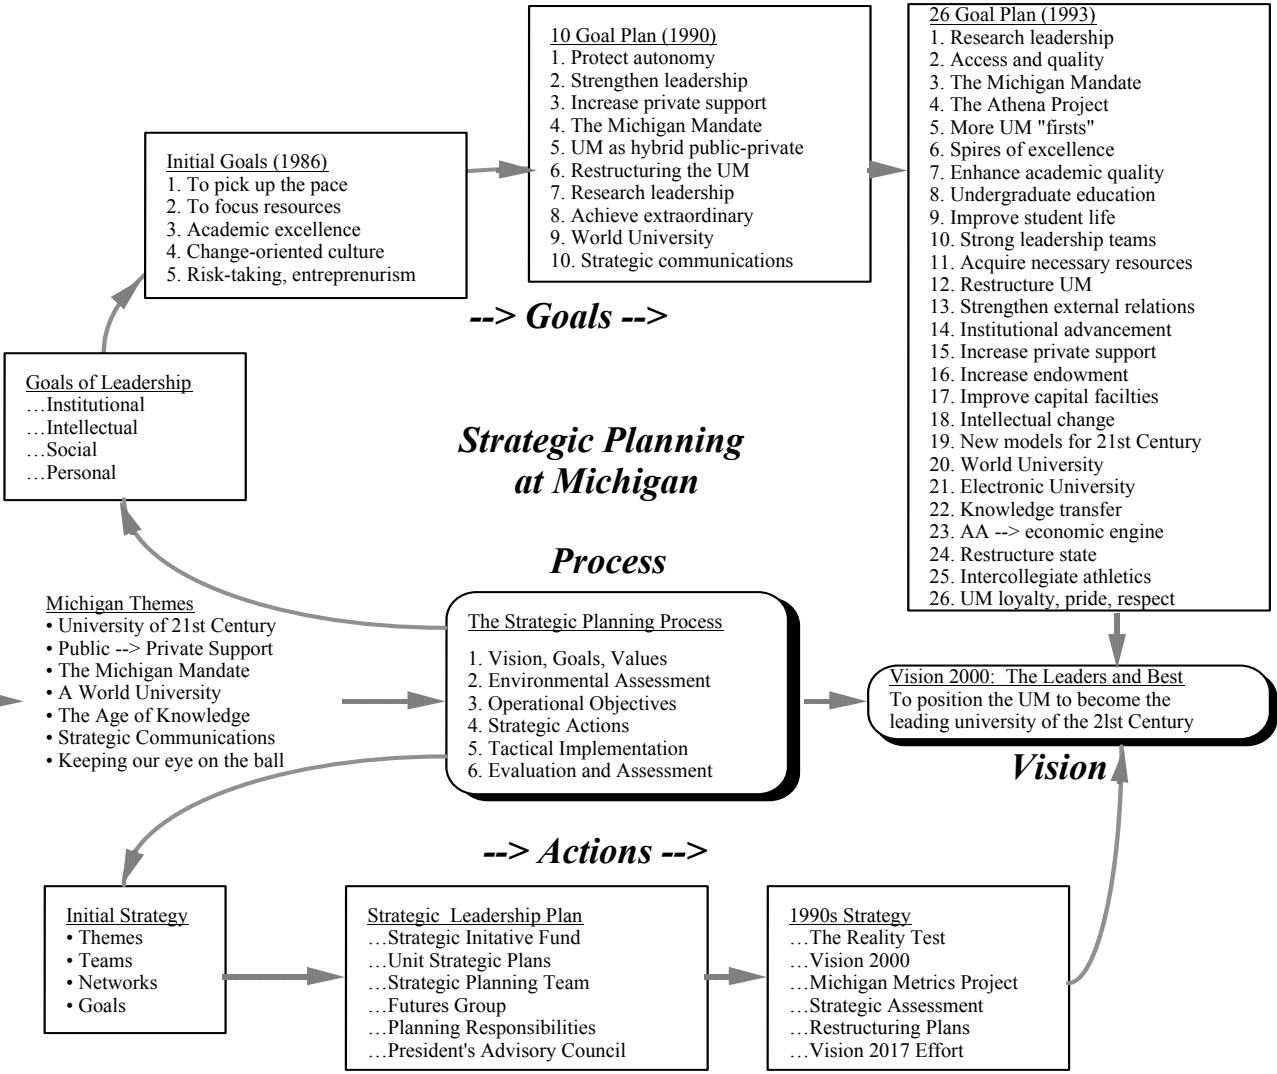 10 Goal Plan (1990)
1. Protect autonomy
2. Strengthen leadership
3. Increase private support
4. The Michigan Mandate
5. UM as hybrid public-private
6. Restructuring the UM
7. Research leadership
8. Achieve extraordinary
9. World University
10. Strategic communications
26 Goal Plan (1993)
1. Research leadership
2. Access and quality
3. The Michigan Mandate
4. The Athena Project
5. More UM "firsts"
6. Spires of excellence
7. Enhance academic quality
8. Undergraduate education
9. Improve student life
10. Strong leadership teams
11. Acquire necessary resources
12. Restructure UM
13. Strengthen external relations
14. Institutional advancement
15. Increase private support
16. Increase endowment
17. Improve capital facilties
18. Intellectual change
19. New models for 21st Century
20. World University
21. Electronic University
22. Knowledge transfer
23. AA --> economic engine
24. Restructure state
25. Intercollegiate athletics
26. UM loyalty, pride, respect
Initial Goals (1986)
1. To pick up the pace
2. To focus resources
3. Academic excellence
4. Change-oriented culture
5. Risk-taking, entreprenurism
--> Goals -->
Goals of Leadership
…Institutional
…Intellectual
…Social
…Personal
Strategic Planning
at Michigan
Process
Michigan Themes
• University of 21st Century
• Public --> Private Support
• The Michigan Mandate
• A World University
• The Age of Knowledge
• Strategic Communications
• Keeping our eye on the ball
The Strategic Planning Process
1. Vision, Goals, Values
2. Environmental Assessment
3. Operational Objectives
4. Strategic Actions
5. Tactical Implementation
6. Evaluation and Assessment
Vision 2000: The Leaders and Best
To position the UM to become the
leading university of the 2lst Century
Vision
--> Actions -->
Initial Strategy
• Themes
• Teams
• Networks
• Goals
Strategic Leadership Plan
…Strategic Initative Fund
…Unit Strategic Plans
…Strategic Planning Team
…Futures Group
…Planning Responsibilities
…President's Advisory Council
1990s Strategy
…The Reality Test
…Vision 2000
…Michigan Metrics Project
…Strategic Assessment
…Restructuring Plans
…Vision 2017 Effort